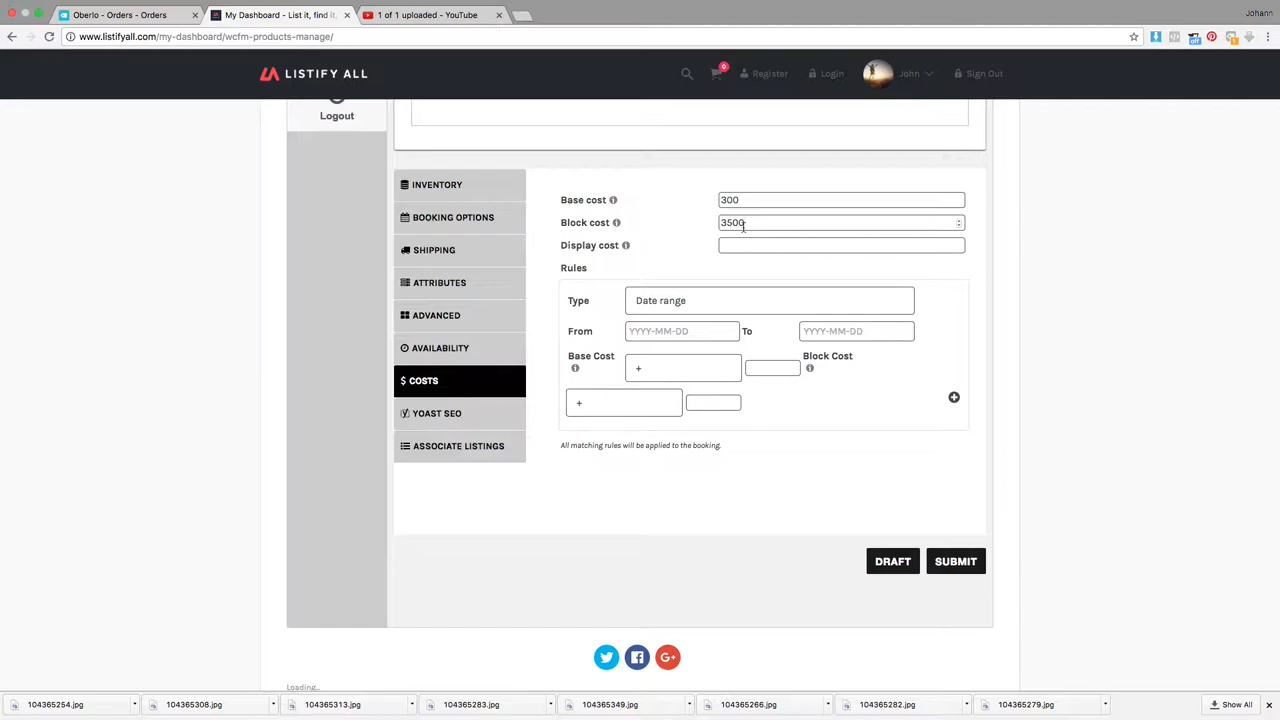 Oberlo - Orders - Orders
My Dashboard - List it, find it,
1 of 1 uploaded - YouTube
Johann
www.listifyall.com/my-dashboard/wcfm-products-manage/
off
1
LISTIFY ALL
0
Register
Login
John
Sign Out
Logout
INVENTORY
BOOKING OPTIONS
SHIPPING
ATTRIBUTES
ADVANCED
AVAILABILITY
$ COSTS
YOAST SEO
ASSOCIATE LISTINGS
Base cost
300
Block cost
3500
Display cost
Rules
Type
Date range
From
YYYY-MM-DD
To
YYYY-MM-DD
Base Cost
+
Block Cost
+
All matching rules will be applied to the booking.
DRAFT
SUBMIT
G+
Loading...
104365254.jpg
104365308.jpg
104365313.jpg
104365283.jpg
104365349.jpg
104365266.jpg
104365282.jpg
104365279.jpg
Show All